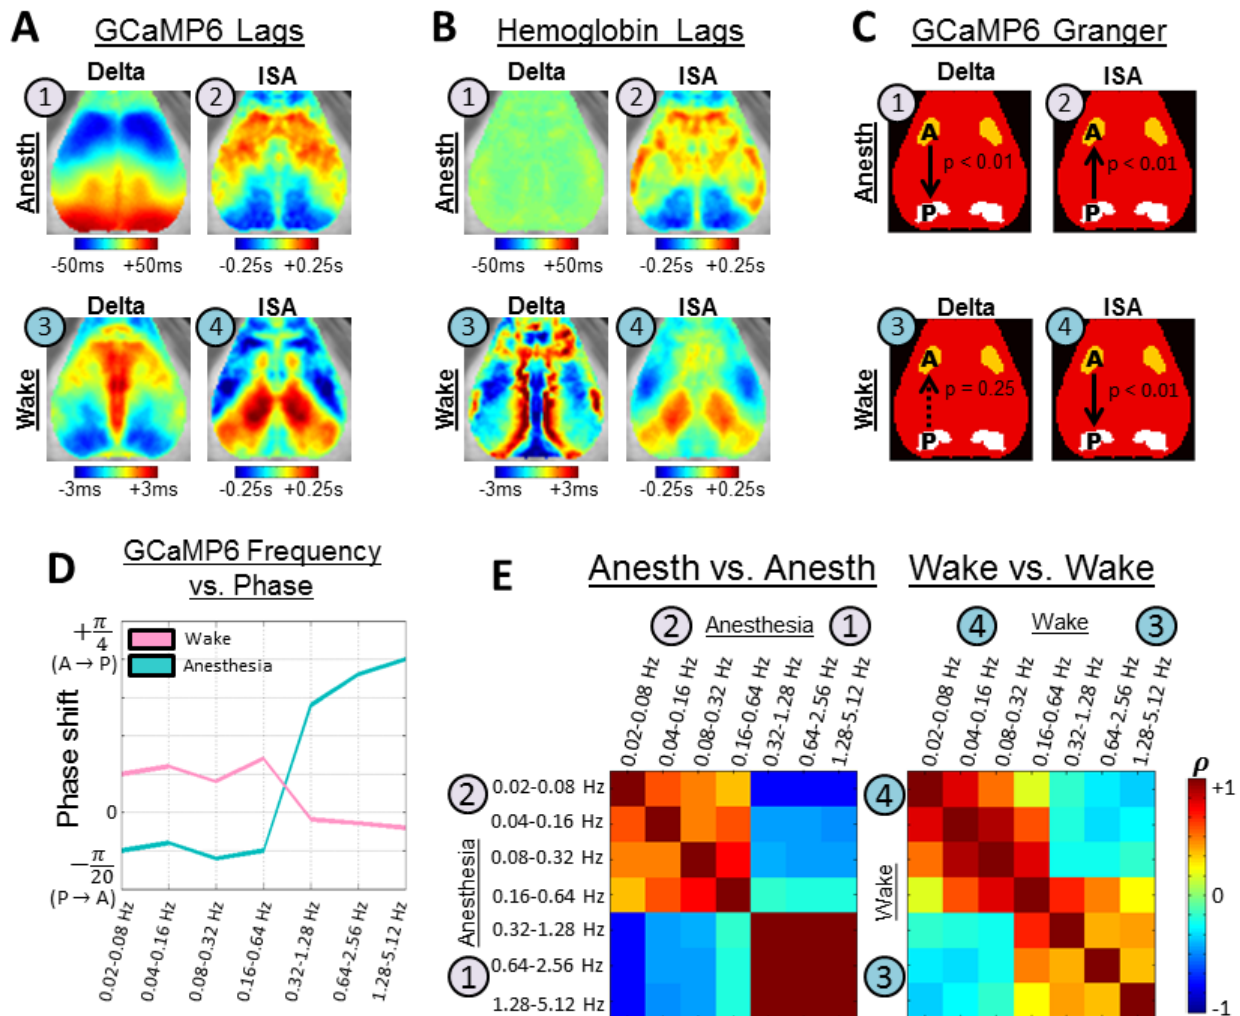 A GCaMP6 Lags
Delta ISA
1 2
Anesth
-50ms +50ms -0.25s +0.25s
Delta ISA
3 4
Wake
-3ms +3ms -0.25s +0.25s
B Hemoglobin Lags
Delta ISA
1 2
Anesth
-50ms +50ms -0.25s +0.25s
Delta ISA
3 4
Wake
-3ms +3ms -0.25s +0.25s
C GCaMP6 Granger
Delta ISA
1 2
Anesth
A A
p < 0.01 p < 0.01
P P
Delta ISA
3 4
Wake
A A
p = 0.25 p < 0.01
P P
D GCaMP6 Frequency
vs. Phase
Phase shift
+π/4
(A → P)
0
−π/20
(P → A)
Wake
Anesthesia
0.02-0.08 Hz
0.04-0.16 Hz
0.08-0.32 Hz
0.16-0.64 Hz
0.32-1.28 Hz
0.64-2.56 Hz
1.28-5.12 Hz
E Anesth vs. Anesth Wake vs. Wake
2 Anesthesia 1
0.02-0.08 Hz
0.04-0.16 Hz
0.08-0.32 Hz
0.16-0.64 Hz
0.32-1.28 Hz
0.64-2.56 Hz
1.28-5.12 Hz
4 Wake 3
0.02-0.08 Hz
0.04-0.16 Hz
0.08-0.32 Hz
0.16-0.64 Hz
0.32-1.28 Hz
0.64-2.56 Hz
1.28-5.12 Hz
2
Anesthesia
1
0.02-0.08 Hz
0.04-0.16 Hz
0.08-0.32 Hz
0.16-0.64 Hz
0.32-1.28 Hz
0.64-2.56 Hz
1.28-5.12 Hz
4
Wake
3
ρ
+1
0
-1